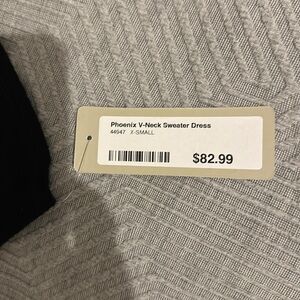 Phoenix V-Neck Sweater Dress
44947 X-SMALL
$82.99